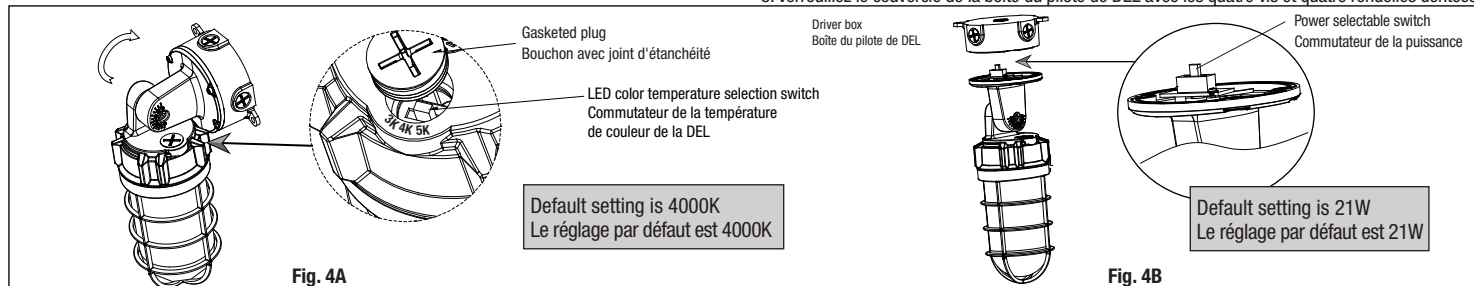 Gasketed plug
Bouchon avec joint d'étanchéité
LED color temperature selection switch
Commutateur de la température
de couleur de la DEL
3K 4K 5K
Default setting is 4000K
Le réglage par défaut est 4000K
Fig. 4A
Driver box
Boîte du pilote de DEL
Power selectable switch
Commutateur de la puissance
Default setting is 21W
Le réglage par défaut est 21W
Fig. 4B